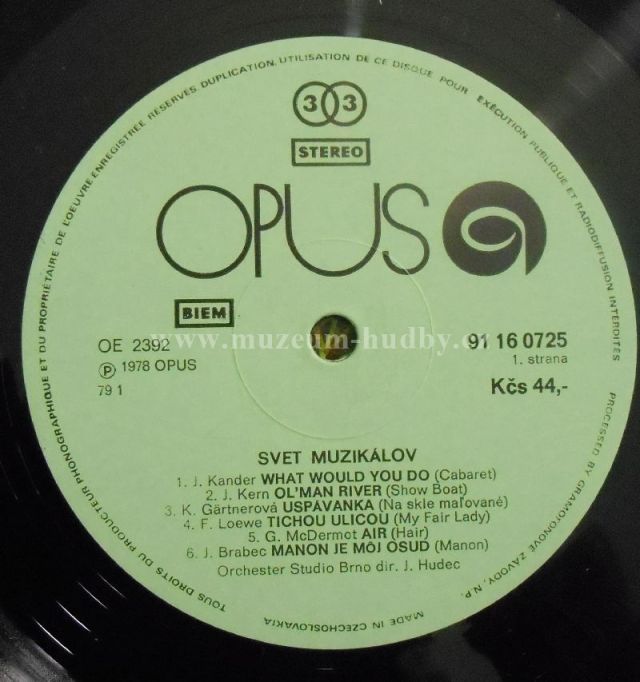 TOUS DROITS DU PRODUCTEUR PHONOGRAPHIQUE ET DU PROPRIÉTAIRE DE L'OEUVRE ENREGISTRÉE RESERVÉS DUPLICATION, UTILISATION DE CE DISQUE POUR EXÉCUTION PUBLIQUE ET RADIODIFFUSION INTERDITÉS
33
STEREO
OPUS
BIEM
www.muzeum-hudby.
OE 2392
℗ 1978 OPUS
79 1
91 16 0725
1. strana
Kčs 44,-
SVET MUZIKÁLOV
1. J. Kander WHAT WOULD YOU DO (Cabaret)
2. J. Kern OL'MAN RIVER (Show Boat)
3. K. Gärtnerová USPÁVANKA (Na skle maľované)
4. F. Loewe TICHOU ULICOU (My Fair Lady)
5. G. McDermot AIR (Hair)
6. J. Brabec MANON JE MÔJ OSUD (Manon)
Orchester Studio Brno dir. J. Hudec
PROCESSED BY GRAMOFONOVÉ ZÁVODY, N.P.
MADE IN CZECHOSLOVAKIA